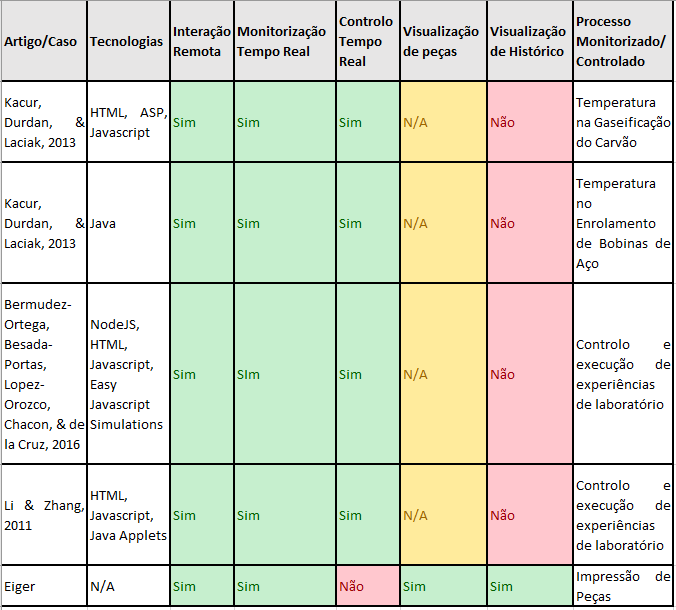 Artigo/Caso
Tecnologias
Interação
Remota
Monitorização
Tempo Real
Controlo
Tempo
Real
Visualização
de peças
Visualização
de Histórico
Processo
Monitorizado/
Controlado
Kacur,
Durdan, &
Laciak, 2013
HTML, ASP,
Javascript
Sim
Sim
Sim
N/A
Não
Temperatura
na Gaseificação
do Carvão
Kacur,
Durdan, &
Laciak, 2013
Java
Sim
Sim
Sim
N/A
Não
Temperatura
no
Enrolamento
de Bobinas de
Aço
Bermudez-
Ortega,
Besada-
Portas,
Lopez-
Orozco,
Chacon, & de
la Cruz, 2016
NodeJS,
HTML,
Javascript,
Easy
Javascript
Simulations
Sim
SIm
Sim
N/A
Não
Controlo e
execução de
experiências
de laboratório
Li & Zhang,
2011
HTML,
Javascript,
Java Applets
Sim
Sim
Sim
N/A
Não
Controlo e
execução de
experiências
de laboratório
Eiger
N/A
Sim
Sim
Não
Sim
Sim
Impressão de
Peças